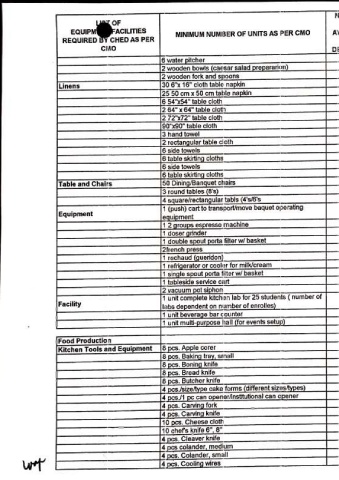 LIST OF
EQUIPMENT FACILITIES
REQUIRED BY CHED AS PER
CMO
MINIMUM NUMBER OF UNITS AS PER CMO
6 water pitcher
2 wooden bowls (caesar salad preperation)
2 wooden fork and spoons
Linens
30 6"x 16" cloth table napkin
25 50 cm x 50 cm table napkin
6 54"x54" table cloth
2 64" x 64" table cloth
2 72"x72" table cloth
90"x90" table cloth
3 hand towel
2 rectangular table cloth
6 side towels
6 table skirting cloths
6 side towels
6 table skirting cloths
Table and Chairs
50 Dining/Banquet chairs
3 round tables (8's)
4 square/rectangular tabls (4's/6's
Equipment
1 (push) cart to transport/move baquet operating
equipment
1 2 groups espresso machine
1 doser grinder
1 double spout porta filter w/ basket
2french press
1 rechaud (gueridon)
1 refrigerator or cooler for milk/cream
1 single spout porta filter w/ basket
1 tableside service cart
2 vacuum pot siphon
Facility
1 unit complete kitchen lab for 25 students ( number of
labs dependent on number of enrolles)
1 unit beverage bar counter
1 unit multi-purpose hall (for events setup)
Food Production
Kitchen Tools and Equipment
8 pcs. Apple corer
8 pcs. Baking tray, small
8 pcs. Boning knife
8 pcs. Bread knife
8 pcs. Butcher knife
4 pcs./size/type cake forms (different sizes/types)
4 pcs./1 pc can opener/institutional can opener
4 pcs. Carving fork
4 pcs. Carving knife
10 pcs. Cheese cloth
10 chef's knife 6", 8"
4 pcs. Cleaver knife
4 pcs colander, medium
4 pcs. Colander, small
4 pcs. Cooling wires